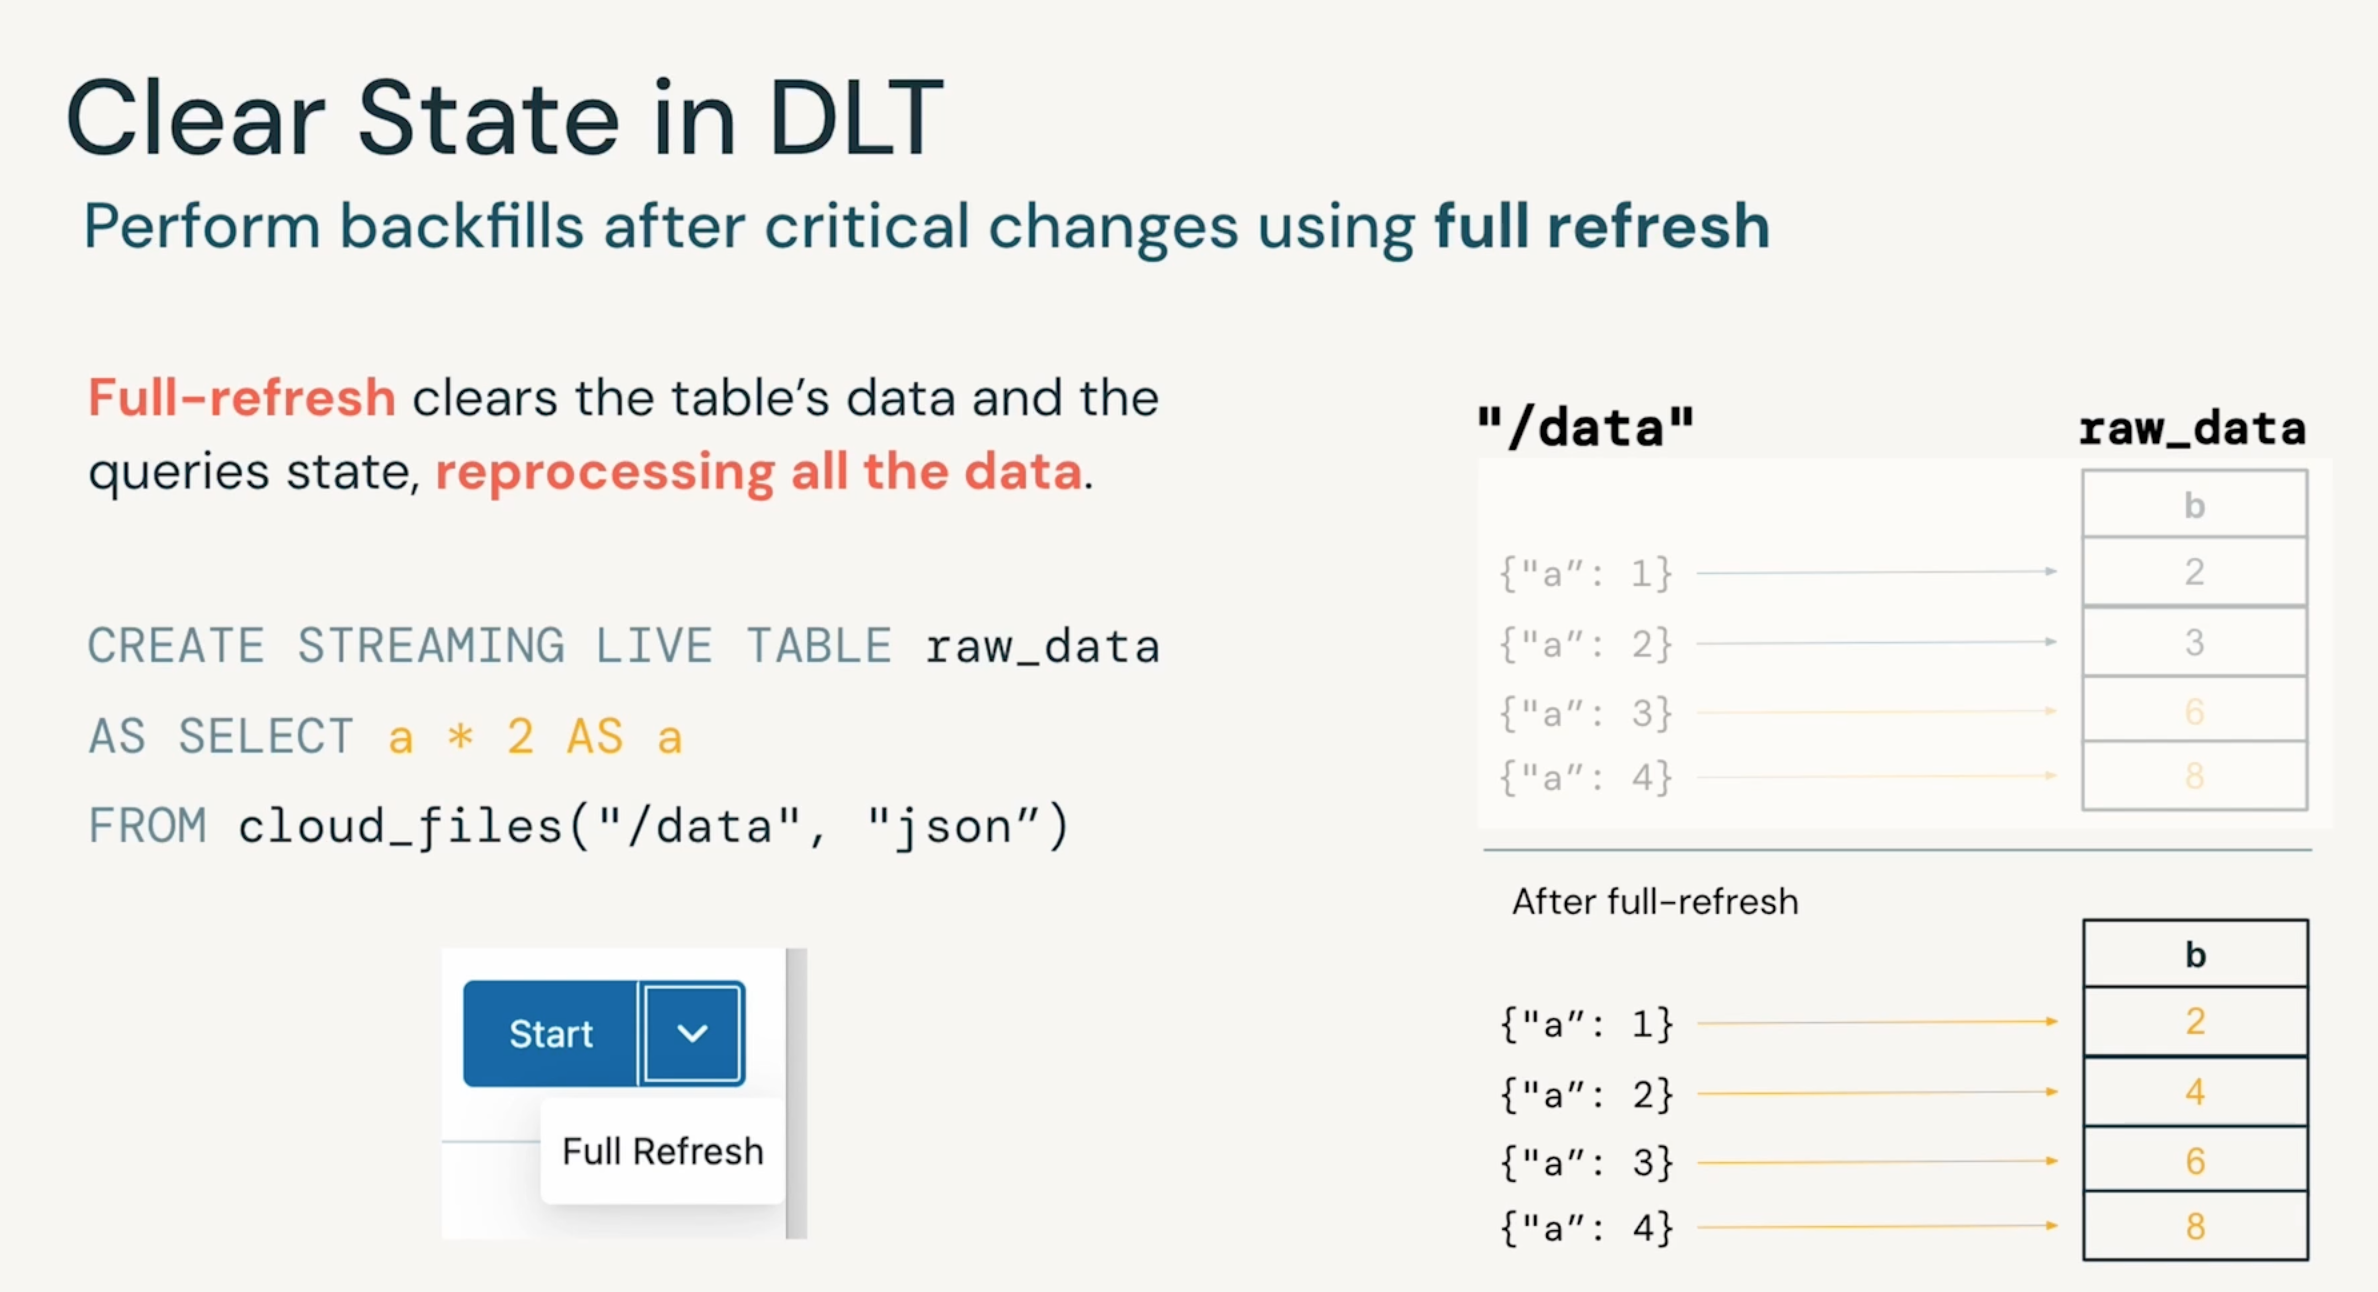 Clear State in DLT
Perform backfills after critical changes using full refresh
Full-refresh clears the table’s data and the
queries state, reprocessing all the data.
CREATE STREAMING LIVE TABLE raw_data
AS SELECT a * 2 AS a
FROM cloud_files("/data", "json”)
Start
Full Refresh
"/data" raw_data
b
{"a”: 1} 2
{"a”: 2} 3
{"a”: 3} 6
{"a”: 4} 8
After full-refresh
b
{"a”: 1} 2
{"a”: 2} 4
{"a”: 3} 6
{"a”: 4} 8